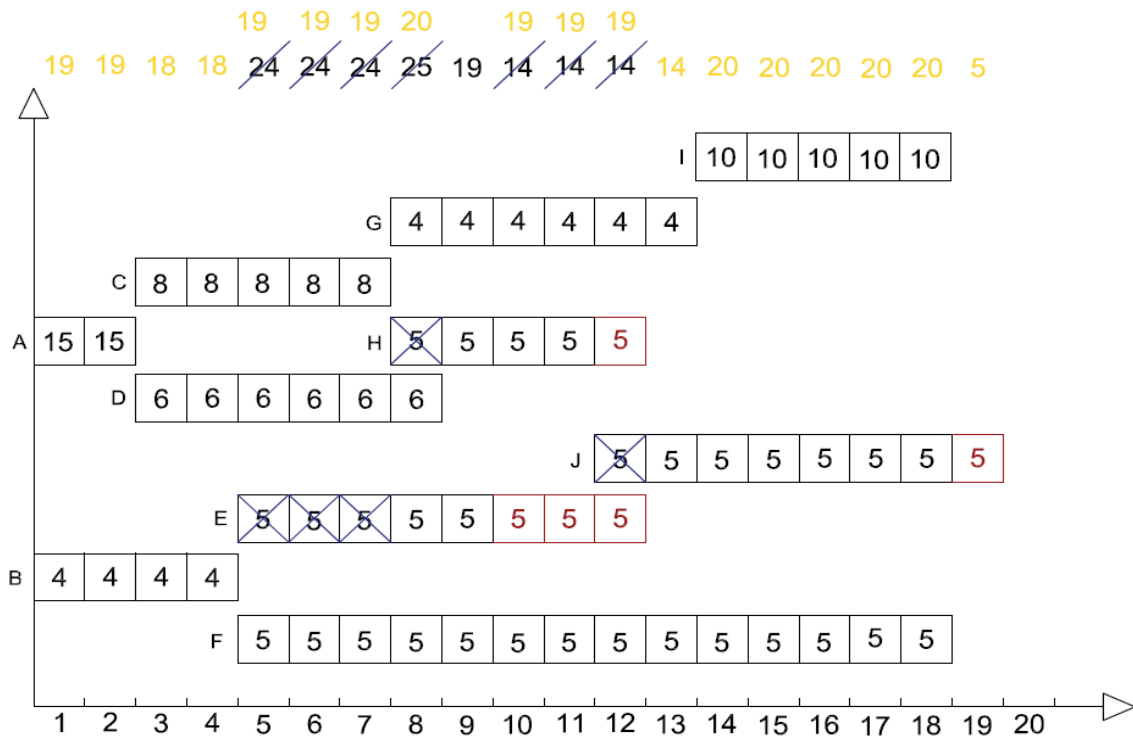 19 19 19 20 19 19 19
19 19 18 18 24 24 24 25 19 14 14 14 14 20 20 20 20 20 5
I 10 10 10 10 10
G 4 4 4 4 4 4
C 8 8 8 8 8
A 15 15 H 5 5 5 5 5
D 6 6 6 6 6 6
J 5 5 5 5 5 5 5 5
E 5 5 5 5 5 5 5 5
B 4 4 4 4
F 5 5 5 5 5 5 5 5 5 5 5 5 5 5
1 2 3 4 5 6 7 8 9 10 11 12 13 14 15 16 17 18 19 20